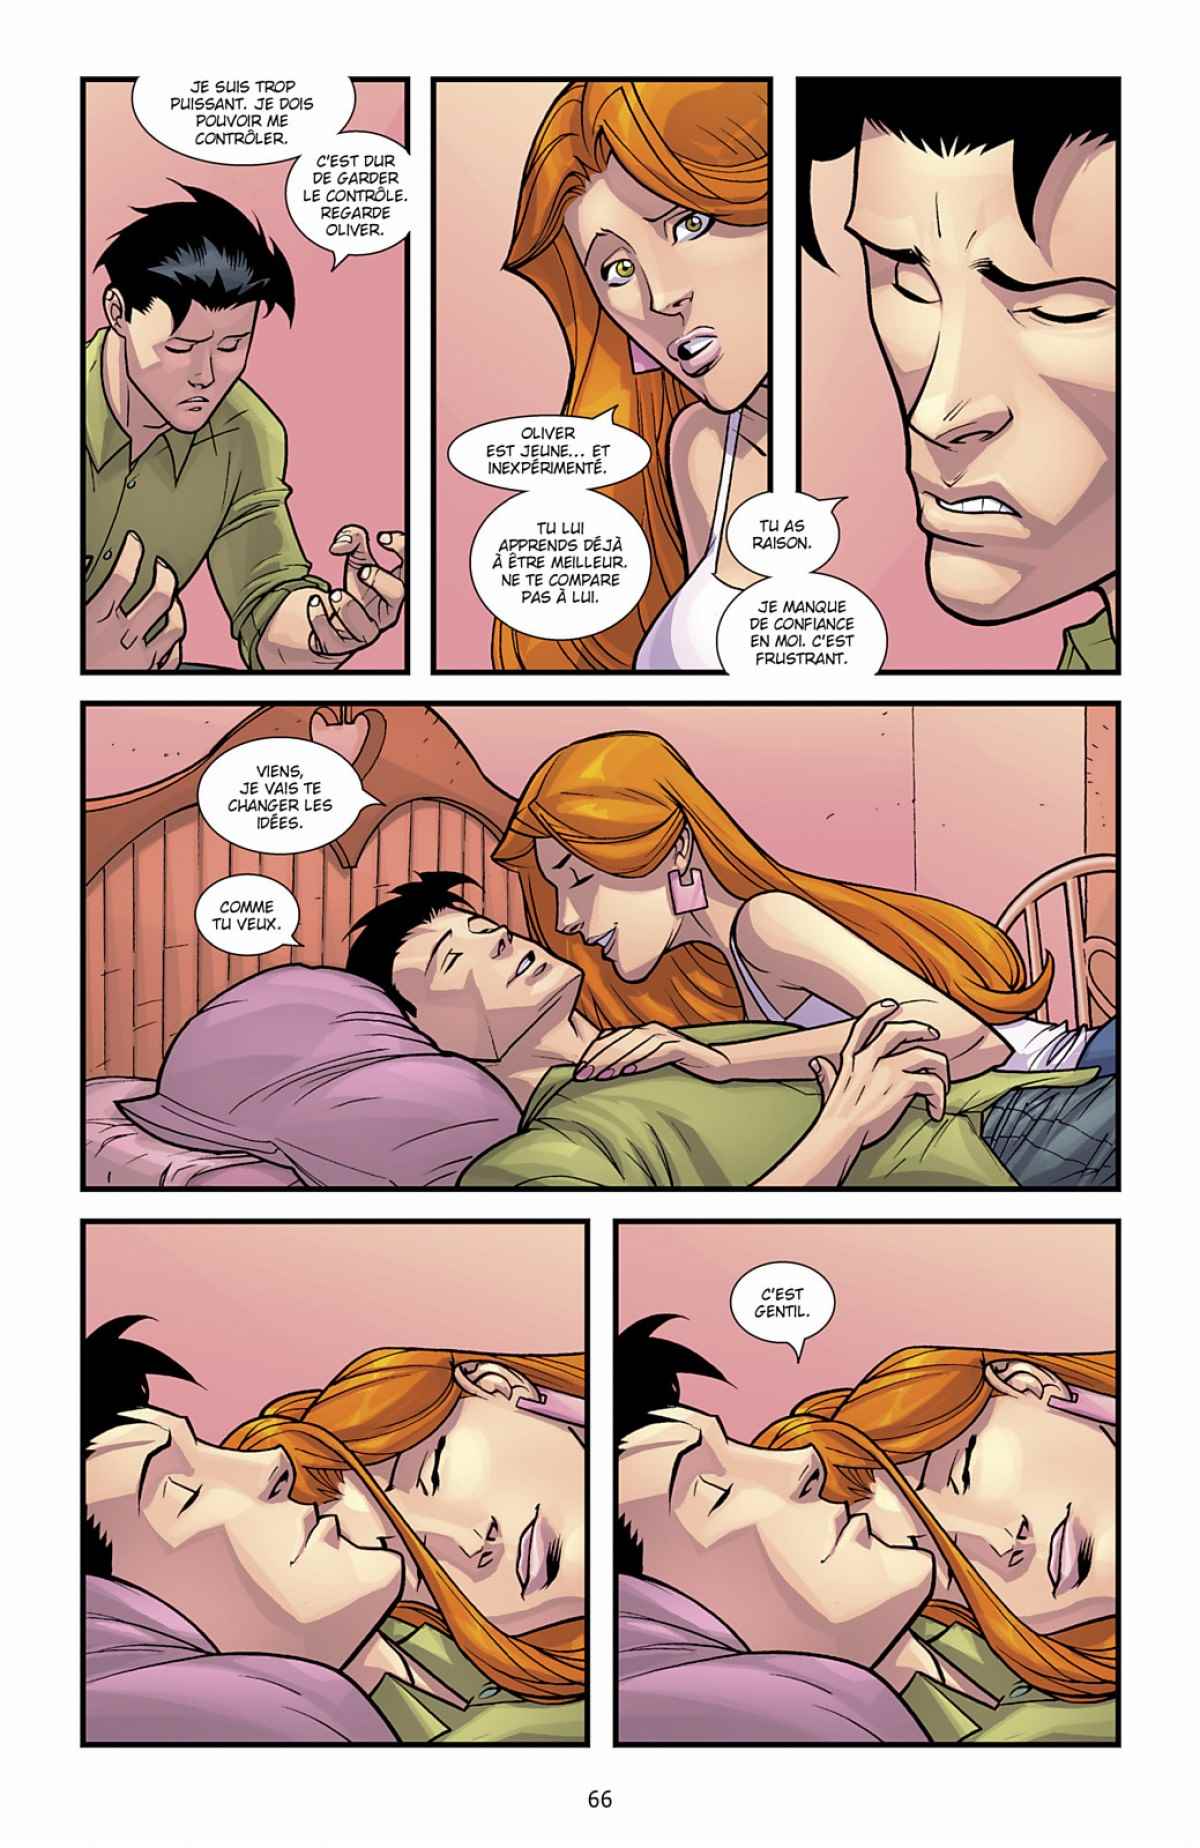 JE SUIS TROP
PUISSANT. JE DOIS
POUVOIR ME
CONTRÔLER.
C'EST DUR
DE GARDER
LE CONTRÔLE.
REGARDE
OLIVER.
OLIVER
EST JEUNE... ET
INEXPÉRIMENTÉ.
TU LUI
APPRENDS DÉJÀ
À ÊTRE MEILLEUR.
NE TE COMPARE
PAS À LUI.
TU AS
RAISON.
JE MANQUE
DE CONFIANCE
EN MOI. C'EST
FRUSTRANT.
VIENS,
JE VAIS TE
CHANGER LES
IDÉES.
COMME
TU VEUX.
C'EST
GENTIL.
66